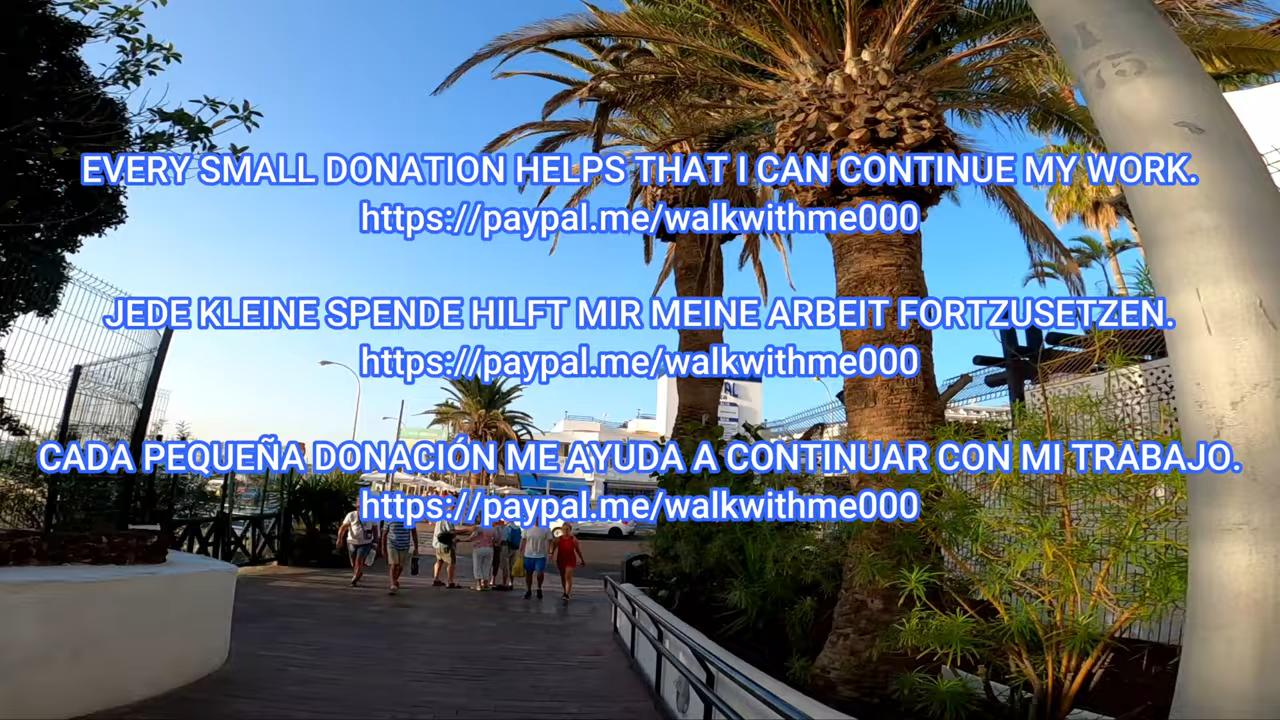 EVERY SMALL DONATION HELPS THAT I CAN CONTINUE MY WORK.
https://paypal.me/walkwithme000
JEDE KLEINE SPENDE HILFT MIR MEINE ARBEIT FORTZUSETZEN.
https://paypal.me/walkwithme000
CADA PEQUEÑA DONACIÓN ME AYUDA A CONTINUAR CON MI TRABAJO.
https://paypal.me/walkwithme000